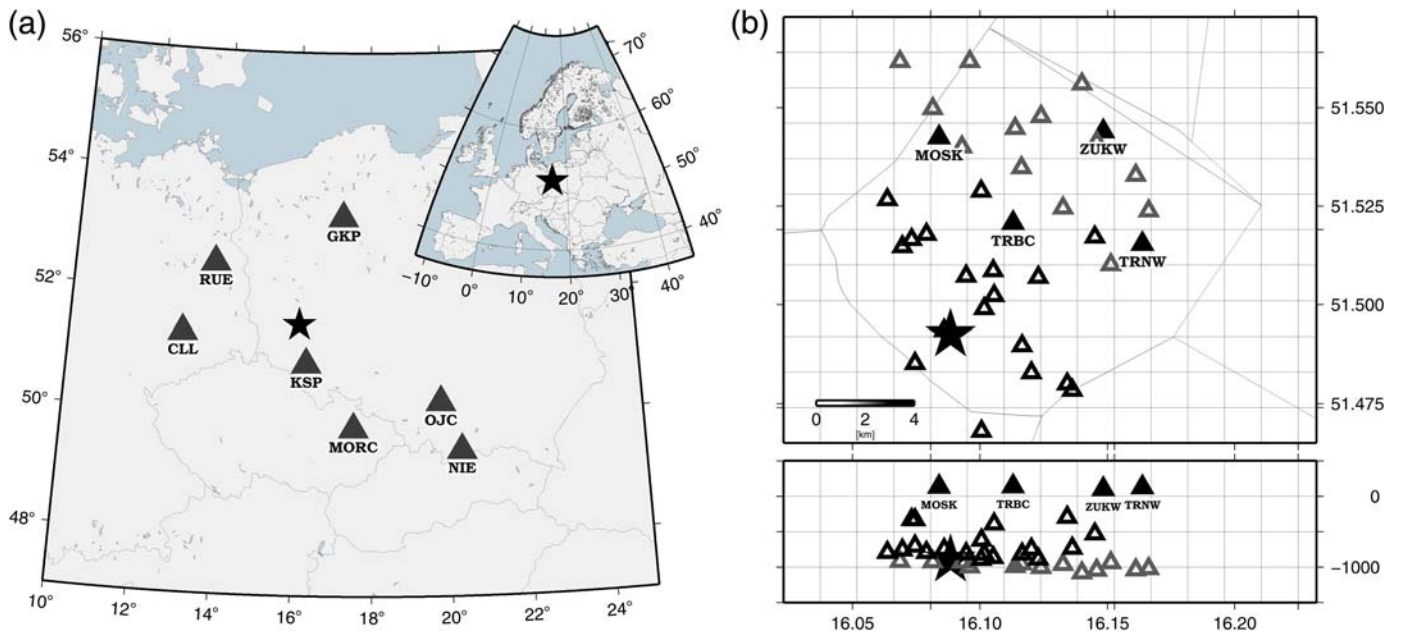 (a)
56°
54°
52°
50°
48°
10°
12°
14°
16°
18°
20°
22°
24°
GKP
RUE
CLL
KSP
OJC
MORC
NIE
70°
60°
50°
40°
−10°
0°
10°
20°
30°
40°
(b)
MOSK
ZUKW
TRBC
TRNW
0 4
[km]
51.550
51.525
51.500
51.475
MOSK TRBC ZUKW TRNW
0
−1000
16.05 16.10 16.15 16.20